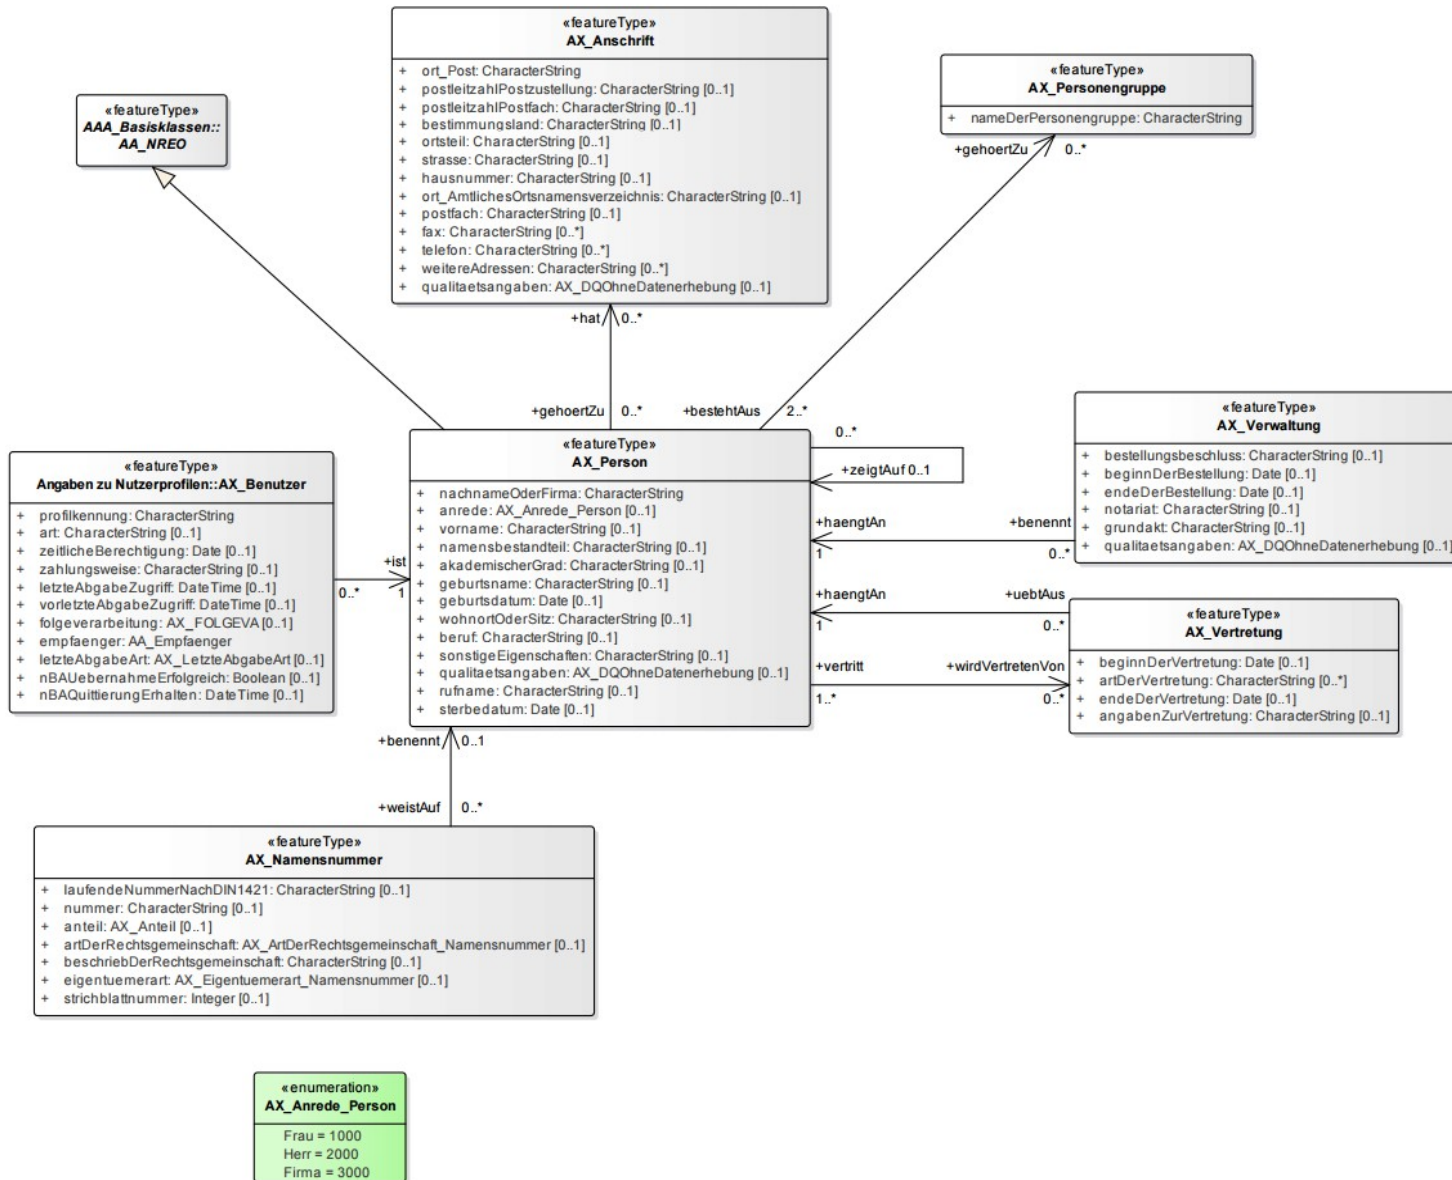 «featureType»
AX_Anschrift
+ ort_Post: CharacterString
+ postleitzahlPostzustellung: CharacterString [0..1]
+ postleitzahlPostfach: CharacterString [0..1]
+ bestimmungsland: CharacterString [0..1]
+ ortsteil: CharacterString [0..1]
+ strasse: CharacterString [0..1]
+ hausnummer: CharacterString [0..1]
+ ort_AmtlichesOrtsnamensverzeichnis: CharacterString [0..1]
+ postfach: CharacterString [0..1]
+ fax: CharacterString [0..*]
+ telefon: CharacterString [0..*]
+ weitereAdressen: CharacterString [0..*]
+ qualitaetsangaben: AX_DQOhneDatenerhebung [0..1]
«featureType»
AX_Personengruppe
+ nameDerPersonengruppe: CharacterString
«featureType»
AAA_Basisklassen::
AA_NREO
+gehoertZu 0..*
+hat 0..*
+gehoertZu 0..*
+bestehtAus 2..*
0..*
+zeigtAuf 0..1
«featureType»
AX_Person
+ nachnameOderFirma: CharacterString
+ anrede: AX_Anrede_Person [0..1]
+ vorname: CharacterString [0..1]
+ namensbestandteil: CharacterString [0..1]
+ akademischerGrad: CharacterString [0..1]
+ geburtsname: CharacterString [0..1]
+ geburtsdatum: Date [0..1]
+ wohnortOderSitz: CharacterString [0..1]
+ beruf: CharacterString [0..1]
+ sonstigeEigenschaften: CharacterString [0..1]
+ qualitaetsangaben: AX_DQOhneDatenerhebung [0..1]
+ rufname: CharacterString [0..1]
+ sterbedatum: Date [0..1]
«featureType»
AX_Verwaltung
+ bestellungsbeschluss: CharacterString [0..1]
+ beginnDerBestellung: Date [0..1]
+ endeDerBestellung: Date [0..1]
+ notariat: CharacterString [0..1]
+ grundakt: CharacterString [0..1]
+ qualitaetsangaben: AX_DQOhneDatenerhebung [0..1]
«featureType»
Angaben zu Nutzerprofilen::AX_Benutzer
+ profilkennung: CharacterString
+ art: CharacterString [0..1]
+ zeitlicheBerechtigung: Date [0..1]
+ zahlungsweise: CharacterString [0..1]
+ letzteAbgabeZugriff: DateTime [0..1]
+ vorletzteAbgabeZugriff: DateTime [0..1]
+ folgeverarbeitung: AX_FOLGEVA [0..1]
+ empfaenger: AA_Empfaenger
+ letzteAbgabeArt: AX_LetzteAbgabeArt [0..1]
+ nBAUebernahmeErfolgreich: Boolean [0..1]
+ nBAQuittierungErhalten: DateTime [0..1]
+ist
0..* 1
+haengtAn +benennt
1 0..*
+haengtAn +uebtAus
1 0..*
+vertritt +wirdVertretenVon
1..* 0..*
«featureType»
AX_Vertretung
+ beginnDerVertretung: Date [0..1]
+ artDerVertretung: CharacterString [0..*]
+ endeDerVertretung: Date [0..1]
+ angabenZurVertretung: CharacterString [0..1]
+benennt 0..1
+weistAuf 0..*
«featureType»
AX_Namensnummer
+ laufendeNummerNachDIN1421: CharacterString [0..1]
+ nummer: CharacterString [0..1]
+ anteil: AX_Anteil [0..1]
+ artDerRechtsgemeinschaft: AX_ArtDerRechtsgemeinschaft_Namensnummer [0..1]
+ beschriebDerRechtsgemeinschaft: CharacterString [0..1]
+ eigentuemerart: AX_Eigentuemerart_Namensnummer [0..1]
+ strichblattnummer: Integer [0..1]
«enumeration»
AX_Anrede_Person
Frau = 1000
Herr = 2000
Firma = 3000